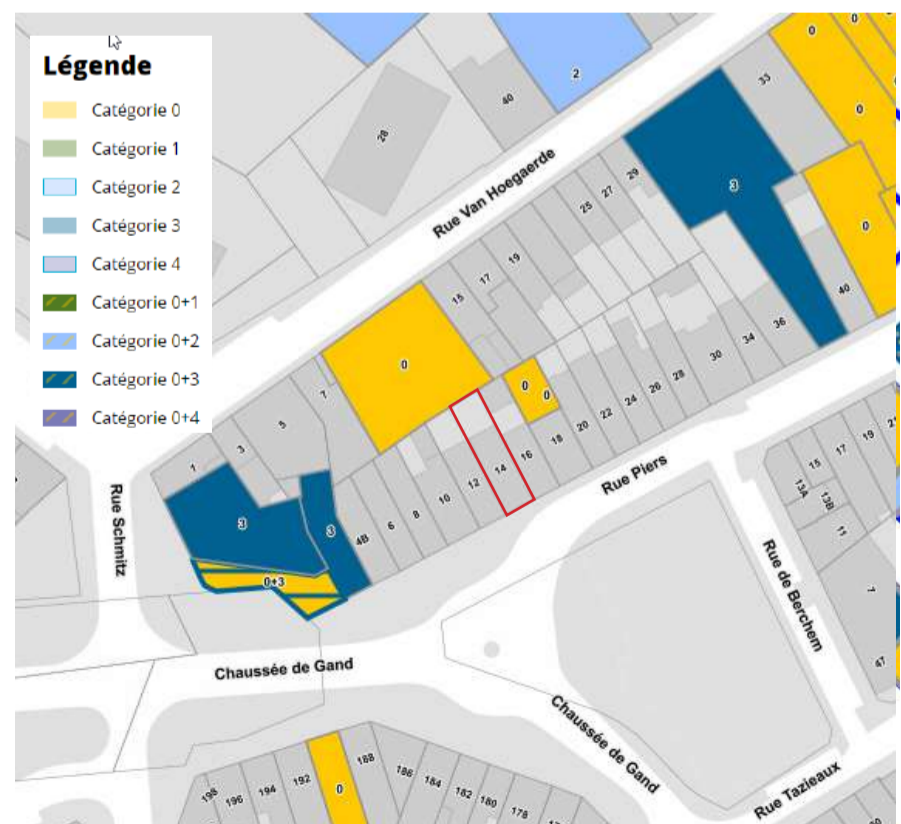 Légende
Catégorie 0
Catégorie 1
Catégorie 2
Catégorie 3
Catégorie 4
Catégorie 0+1
Catégorie 0+2
Catégorie 0+3
Catégorie 0+4
0
0
2
33
40
28
0
Rue Van Hoegaerde
29
27
25
3
0
19
17
15
40
36
34
30
28
26
24
22
20
18
16
14
12
10
8
6
4B
0
0
0
7
5
3
1
3
3
0+3
Rue Schmitz
Rue Piers
Rue de Berchem
15
17
19
13A
13B
11
7
47
Chaussée de Gand
Chaussée de Gand
Rue Tazieaux
198
196
194
192
0
188
186
184
182
180
178